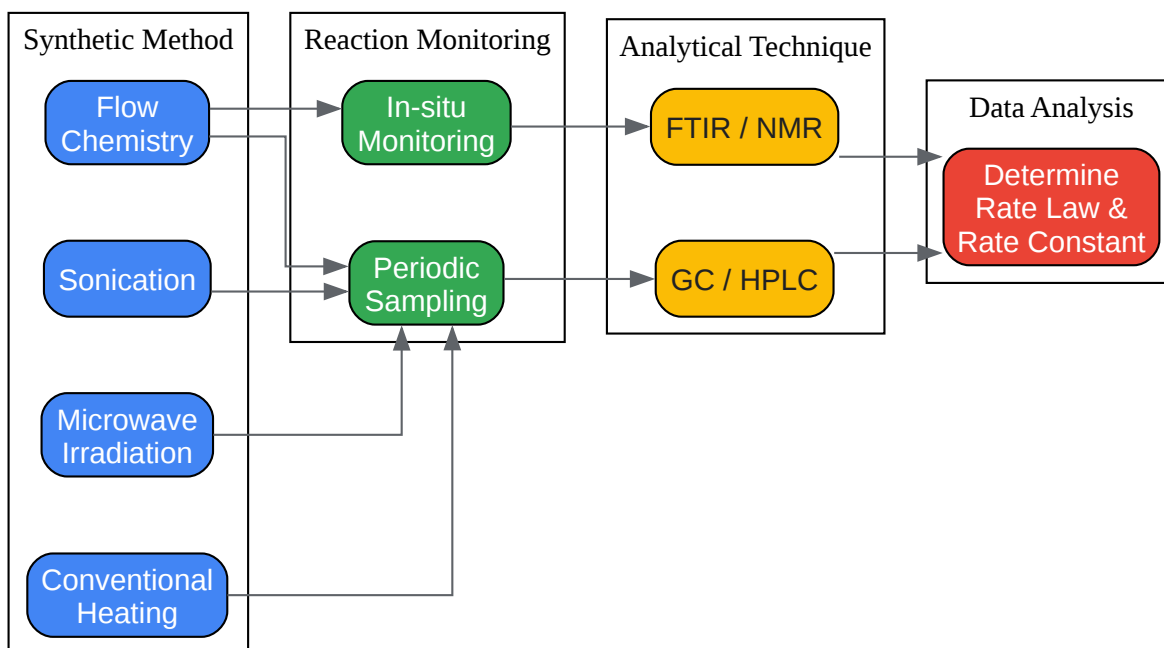 Synthetic Method
Flow
Chemistry
Sonication
Microwave
Irradiation
Conventional
Heating
Reaction Monitoring
In-situ
Monitoring
Periodic
Sampling
Analytical Technique
FTIR / NMR
GC / HPLC
Data Analysis
Determine
Rate Law &
Rate Constant